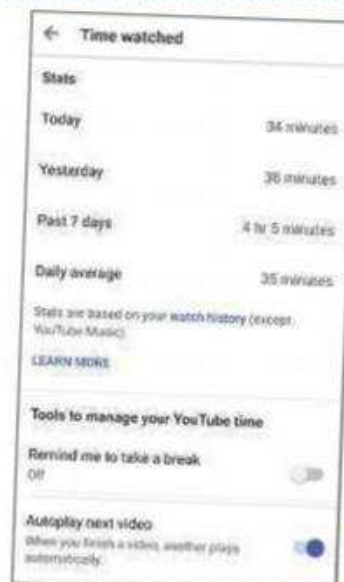 ← Time watched
Stats
Today 34 minutes
Yesterday 36 minutes
Past 7 days 4 hr 5 minutes
Daily average 35 minutes
Stats are based on your watch history (except
YouTube Music)
LEARN MORE
Tools to manage your YouTube time
Remind me to take a break
Off
Autoplay next video
When you finish a video, another plays
automatically.